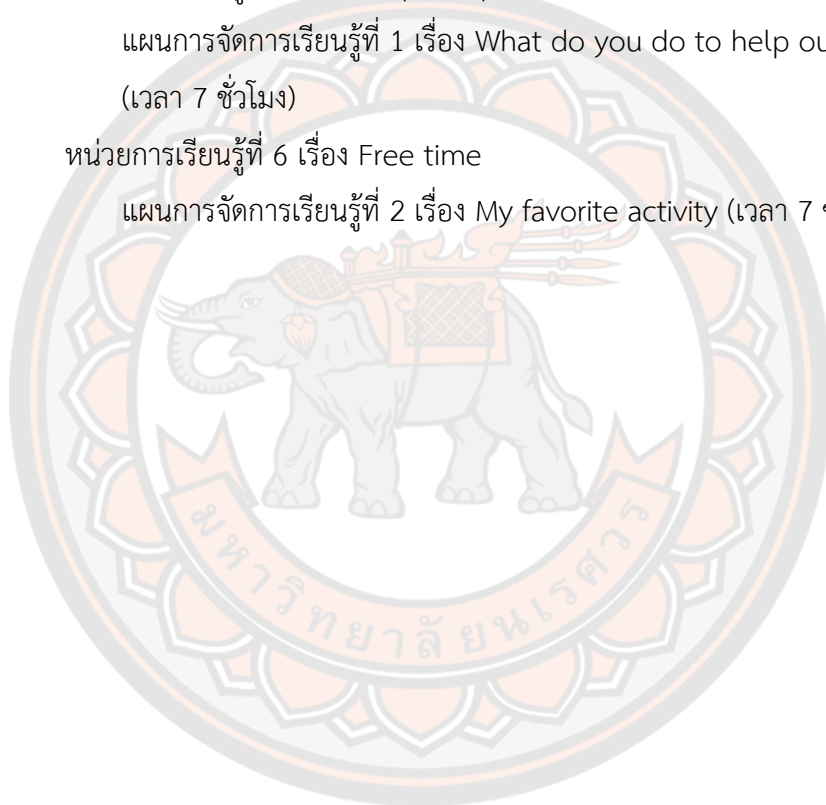 แผนการจัดการเรียนรู้ที่ 1 เรื่อง What do you do to help
(เวลา 7 ชั่วโมง)
หน่วยการเรียนรู้ที่ 6 เรื่อง Free time
แผนการจัดการเรียนรู้ที่ 2 เรื่อง My favorite activity (เวลา 7
มหาวิทยาลัยนเรศวร